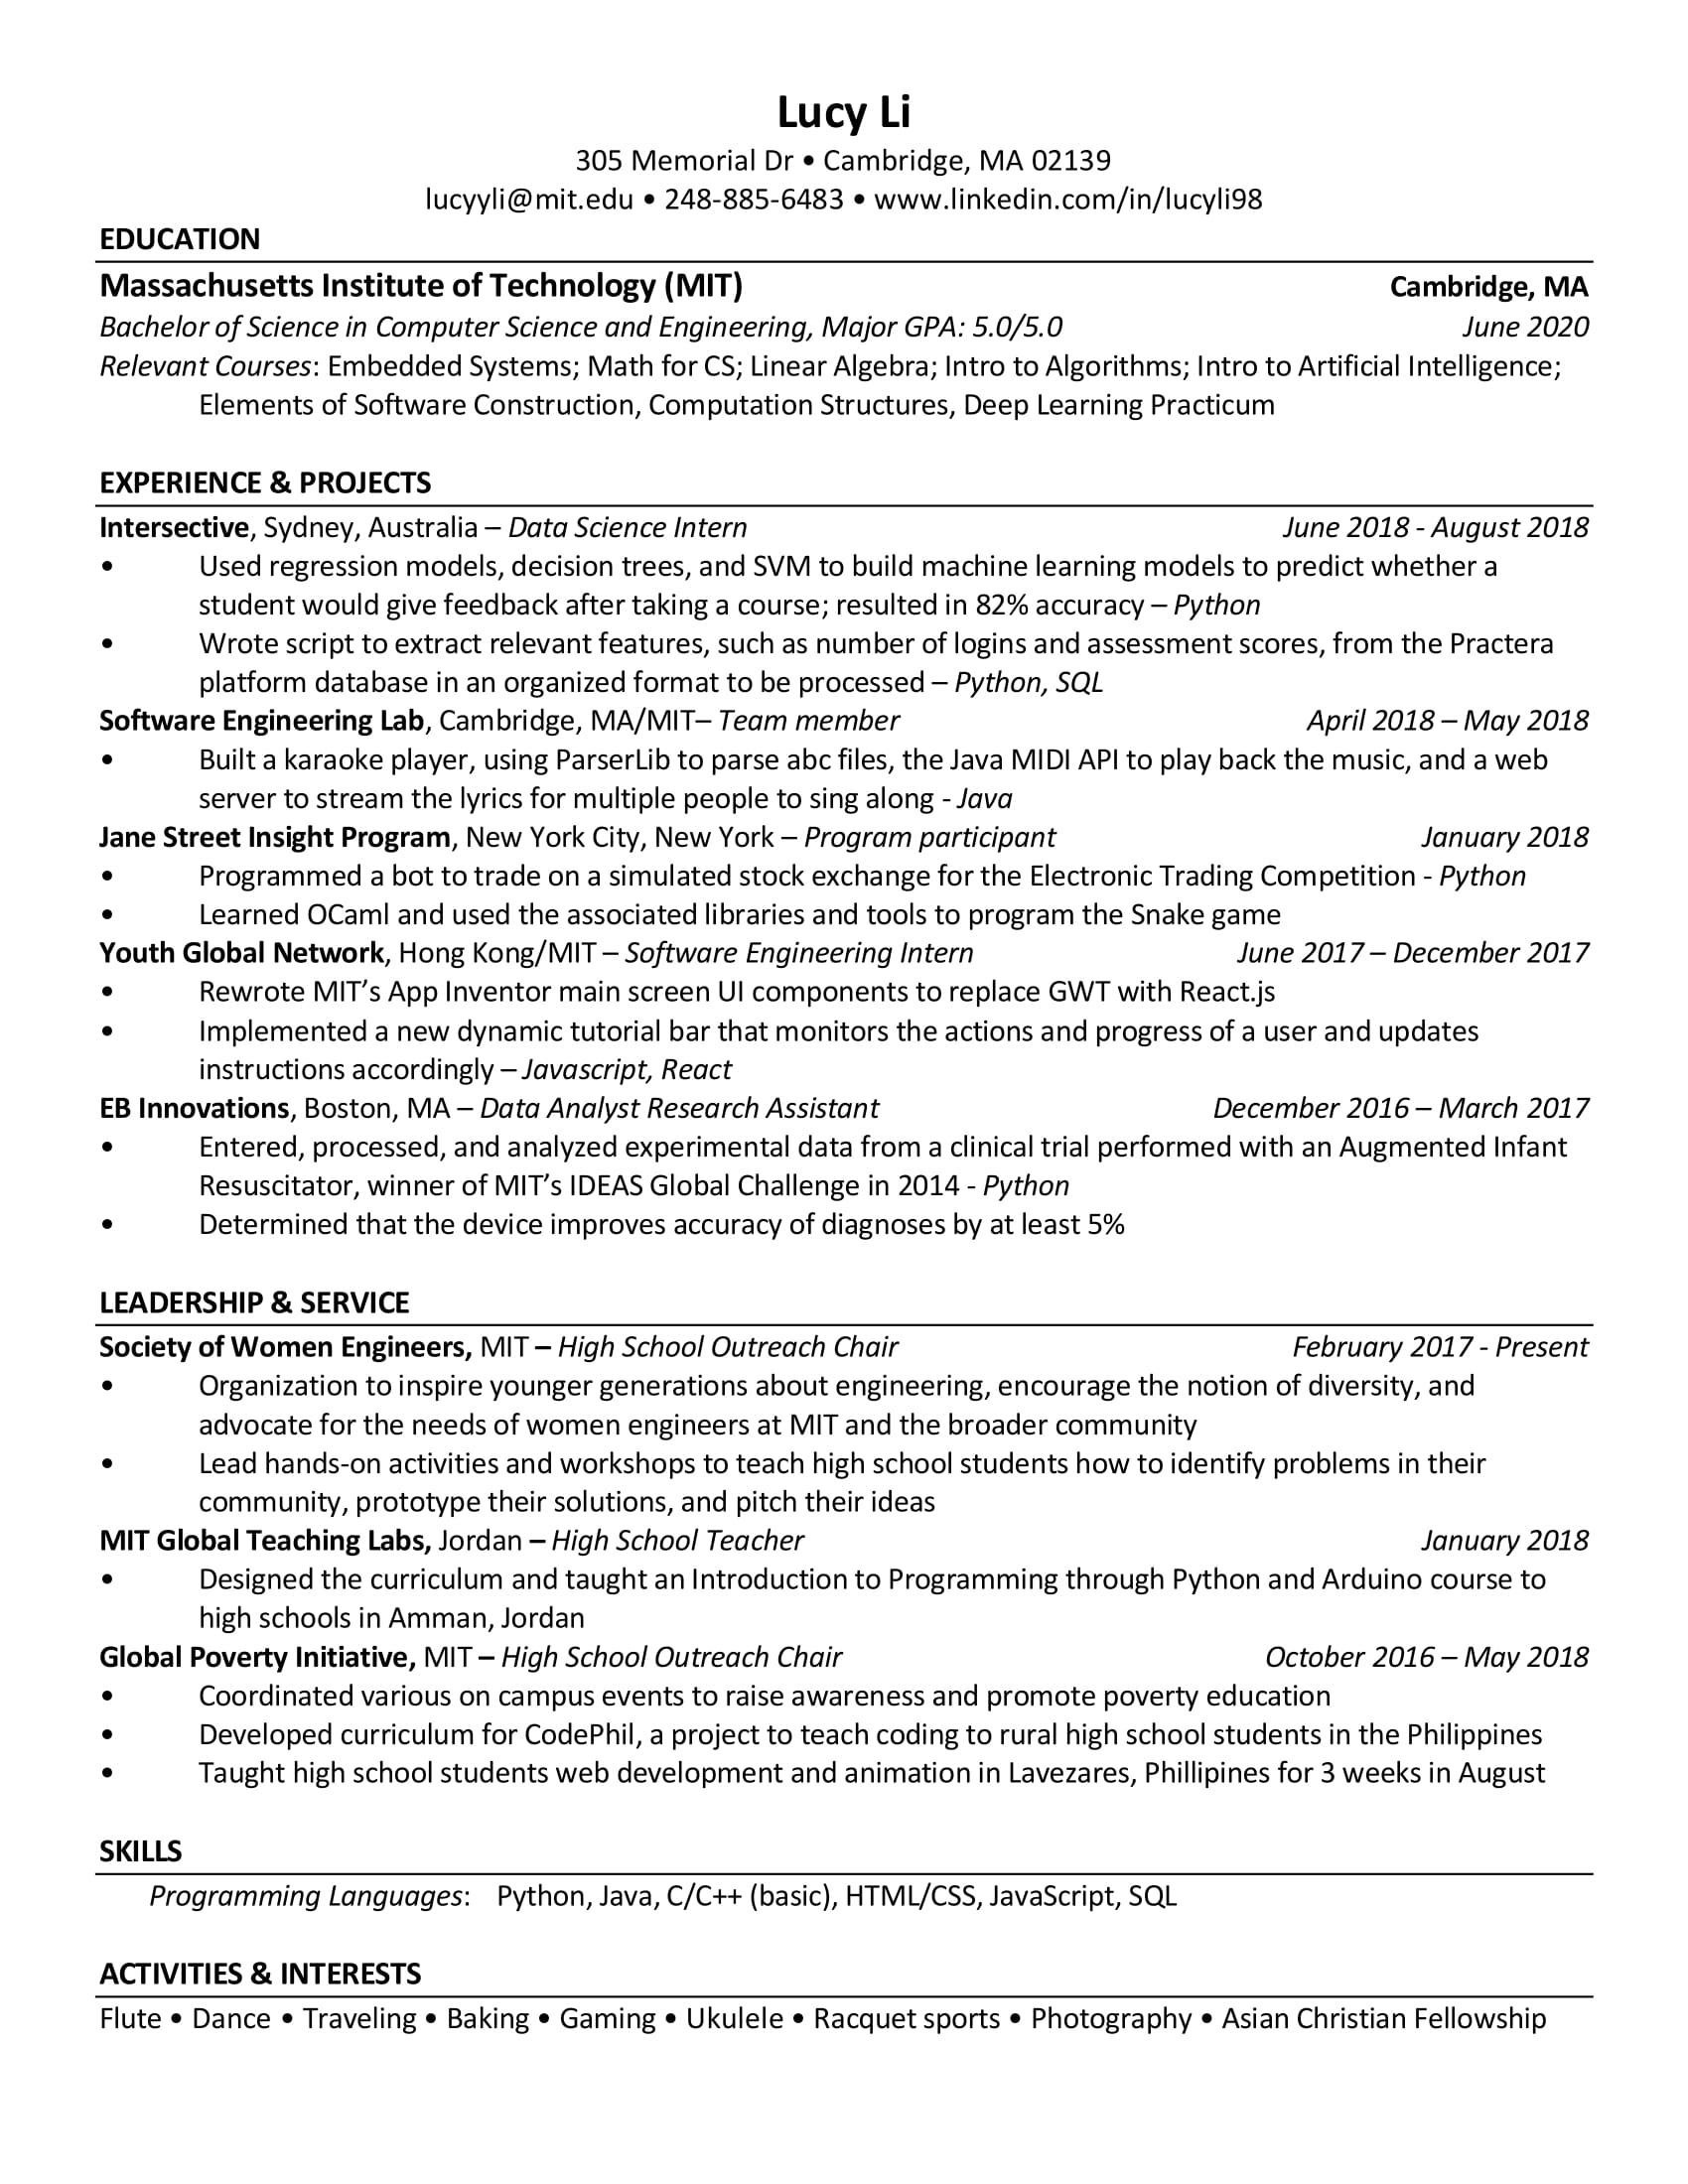 Lucy Li
305 Memorial Dr • Cambridge, MA 02139
lucyyli@mit.edu • 248-885-6483 • www.linkedin.com/in/lucyli98
EDUCATION
Massachusetts Institute of Technology (MIT) Cambridge, MA
Bachelor of Science in Computer Science and Engineering, Major GPA: 5.0/5.0 June 2020
Relevant Courses: Embedded Systems; Math for CS; Linear Algebra; Intro to Algorithms; Intro to Artificial Intelligence;
Elements of Software Construction, Computation Structures, Deep Learning Practicum
EXPERIENCE & PROJECTS
Intersective, Sydney, Australia – Data Science Intern June 2018 - August 2018
• Used regression models, decision trees, and SVM to build machine learning models to predict whether a
student would give feedback after taking a course; resulted in 82% accuracy – Python
• Wrote script to extract relevant features, such as number of logins and assessment scores, from the Practera
platform database in an organized format to be processed – Python, SQL
Software Engineering Lab, Cambridge, MA/MIT– Team member April 2018 – May 2018
• Built a karaoke player, using ParserLib to parse abc files, the Java MIDI API to play back the music, and a web
server to stream the lyrics for multiple people to sing along - Java
Jane Street Insight Program, New York City, New York – Program participant January 2018
• Programmed a bot to trade on a simulated stock exchange for the Electronic Trading Competition - Python
• Learned OCaml and used the associated libraries and tools to program the Snake game
Youth Global Network, Hong Kong/MIT – Software Engineering Intern June 2017 – December 2017
• Rewrote MIT’s App Inventor main screen UI components to replace GWT with React.js
• Implemented a new dynamic tutorial bar that monitors the actions and progress of a user and updates
instructions accordingly – Javascript, React
EB Innovations, Boston, MA – Data Analyst Research Assistant December 2016 – March 2017
• Entered, processed, and analyzed experimental data from a clinical trial performed with an Augmented Infant
Resuscitator, winner of MIT’s IDEAS Global Challenge in 2014 - Python
• Determined that the device improves accuracy of diagnoses by at least 5%
LEADERSHIP & SERVICE
Society of Women Engineers, MIT – High School Outreach Chair February 2017 - Present
• Organization to inspire younger generations about engineering, encourage the notion of diversity, and
advocate for the needs of women engineers at MIT and the broader community
• Lead hands-on activities and workshops to teach high school students how to identify problems in their
community, prototype their solutions, and pitch their ideas
MIT Global Teaching Labs, Jordan – High School Teacher January 2018
• Designed the curriculum and taught an Introduction to Programming through Python and Arduino course to
high schools in Amman, Jordan
Global Poverty Initiative, MIT – High School Outreach Chair October 2016 – May 2018
• Coordinated various on campus events to raise awareness and promote poverty education
• Developed curriculum for CodePhil, a project to teach coding to rural high school students in the Philippines
• Taught high school students web development and animation in Lavezares, Phillipines for 3 weeks in August
SKILLS
Programming Languages: Python, Java, C/C++ (basic), HTML/CSS, JavaScript, SQL
ACTIVITIES & INTERESTS
Flute • Dance • Traveling • Baking • Gaming • Ukulele • Racquet sports • Photography • Asian Christian Fellowship